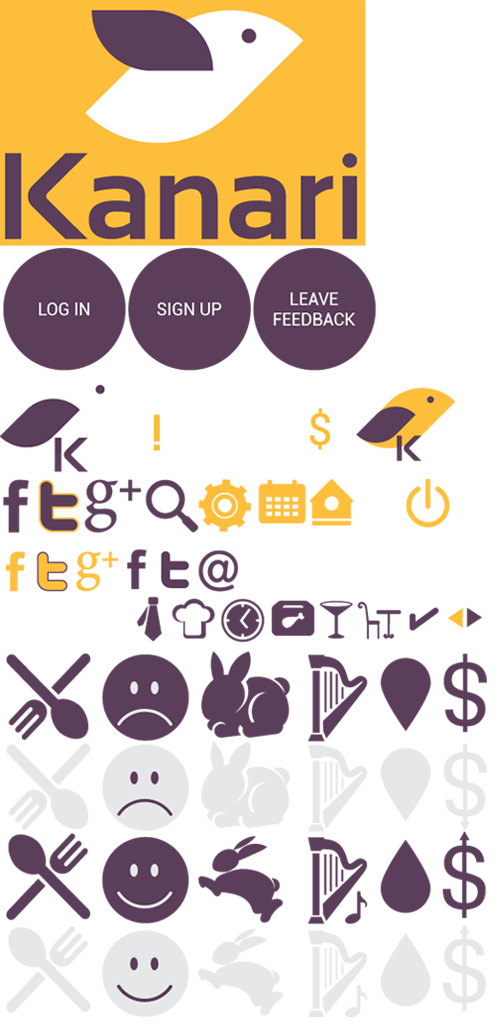 Kanari
LOG IN
SIGN UP
LEAVE
FEEDBACK
! $
K K
f t g+
f t g+ f t @
$
$
$
$